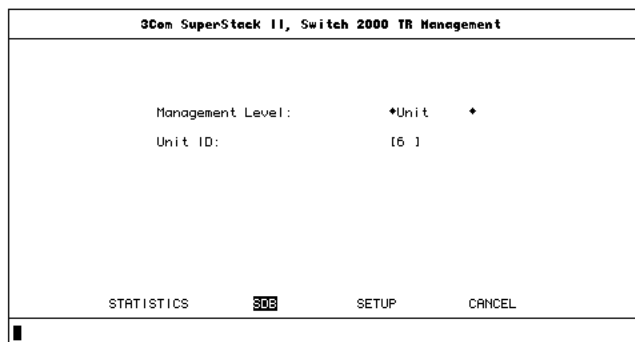 3Com SuperStack II, Switch 2000 TR Management
Management Level: ◆Unit ◆
Unit ID: [6 ]
STATISTICS SDB SETUP CANCEL